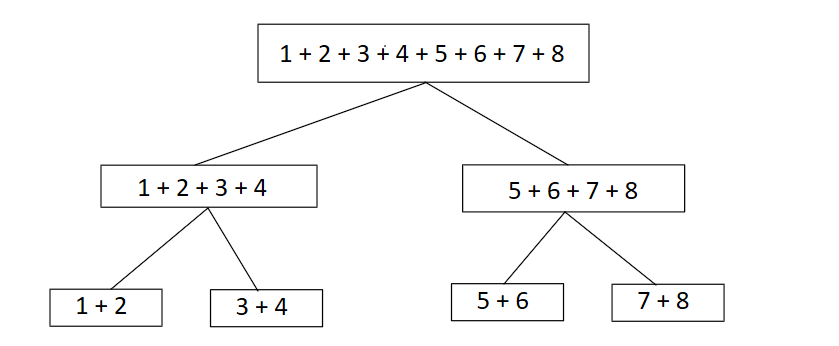 1 + 2 + 3 + 4 + 5 + 6 + 7 + 8
1 + 2 + 3 + 4
5 + 6 + 7 + 8
1 + 2
3 + 4
5 + 6
7 + 8